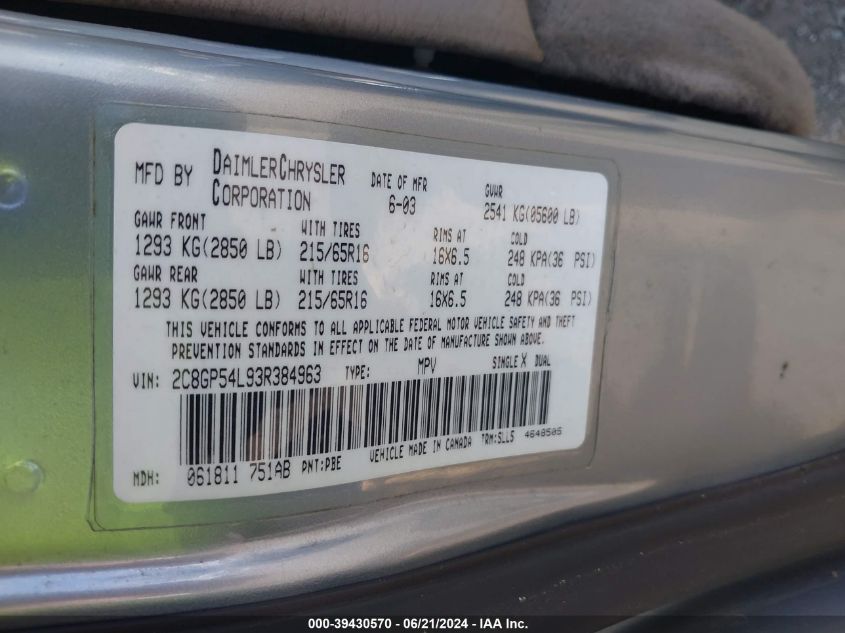 MFD BY DAIMLERCHRYSLER CORPORATION DATE OF MFR 6-03 GVWR 2541 KG(05600 LB)
GAWR FRONT WITH TIRES RIMS AT COLD
1293 KG(2850 LB) 215/65R16 16X6.5 248 KPA(36 PSI)
GAWR REAR WITH TIRES RIMS AT COLD
1293 KG(2850 LB) 215/65R16 16X6.5 248 KPA(36 PSI)
THIS VEHICLE CONFORMS TO ALL APPLICABLE FEDERAL MOTOR VEHICLE SAFETY AND THEFT
PREVENTION STANDARDS IN EFFECT ON THE DATE OF MANUFACTURE SHOWN ABOVE.
VIN: 2C8GP54L93R384963 TYPE: MPV SINGLE X DUAL
MDH: 061811 751AB PNT:PBE VEHICLE MADE IN CANADA TRM:SLL5 4648505
000-39430570 - 06/21/2024 - IAA Inc.